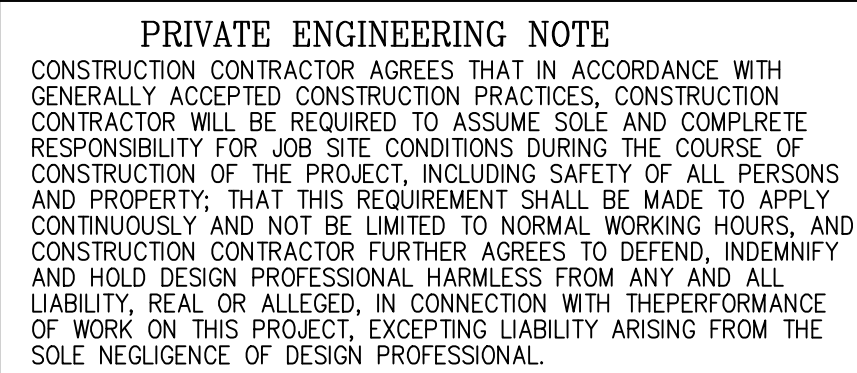 PRIVATE ENGINEERING NOTE
CONSTRUCTION CONTRACTOR AGREES THAT IN ACCORDANCE WITH
GENERALLY ACCEPTED CONSTRUCTION PRACTICES, CONSTRUCTION
CONTRACTOR WILL BE REQUIRED TO ASSUME SOLE AND COMPLRETE
RESPONSIBILITY FOR JOB SITE CONDITIONS DURING THE COURSE OF
CONSTRUCTION OF THE PROJECT, INCLUDING SAFETY OF ALL PERSONS
AND PROPERTY; THAT THIS REQUIREMENT SHALL BE MADE TO APPLY
CONTINUOUSLY AND NOT BE LIMITED TO NORMAL WORKING HOURS, AND
CONSTRUCTION CONTRACTOR FURTHER AGREES TO DEFEND, INDEMNIFY
AND HOLD DESIGN PROFESSIONAL HARMLESS FROM ANY AND ALL
LIABILITY, REAL OR ALLEGED, IN CONNECTION WITH THEPERFORMANCE
OF WORK ON THIS PROJECT, EXCEPTING LIABILITY ARISING FROM THE
SOLE NEGLIGENCE OF DESIGN PROFESSIONAL.